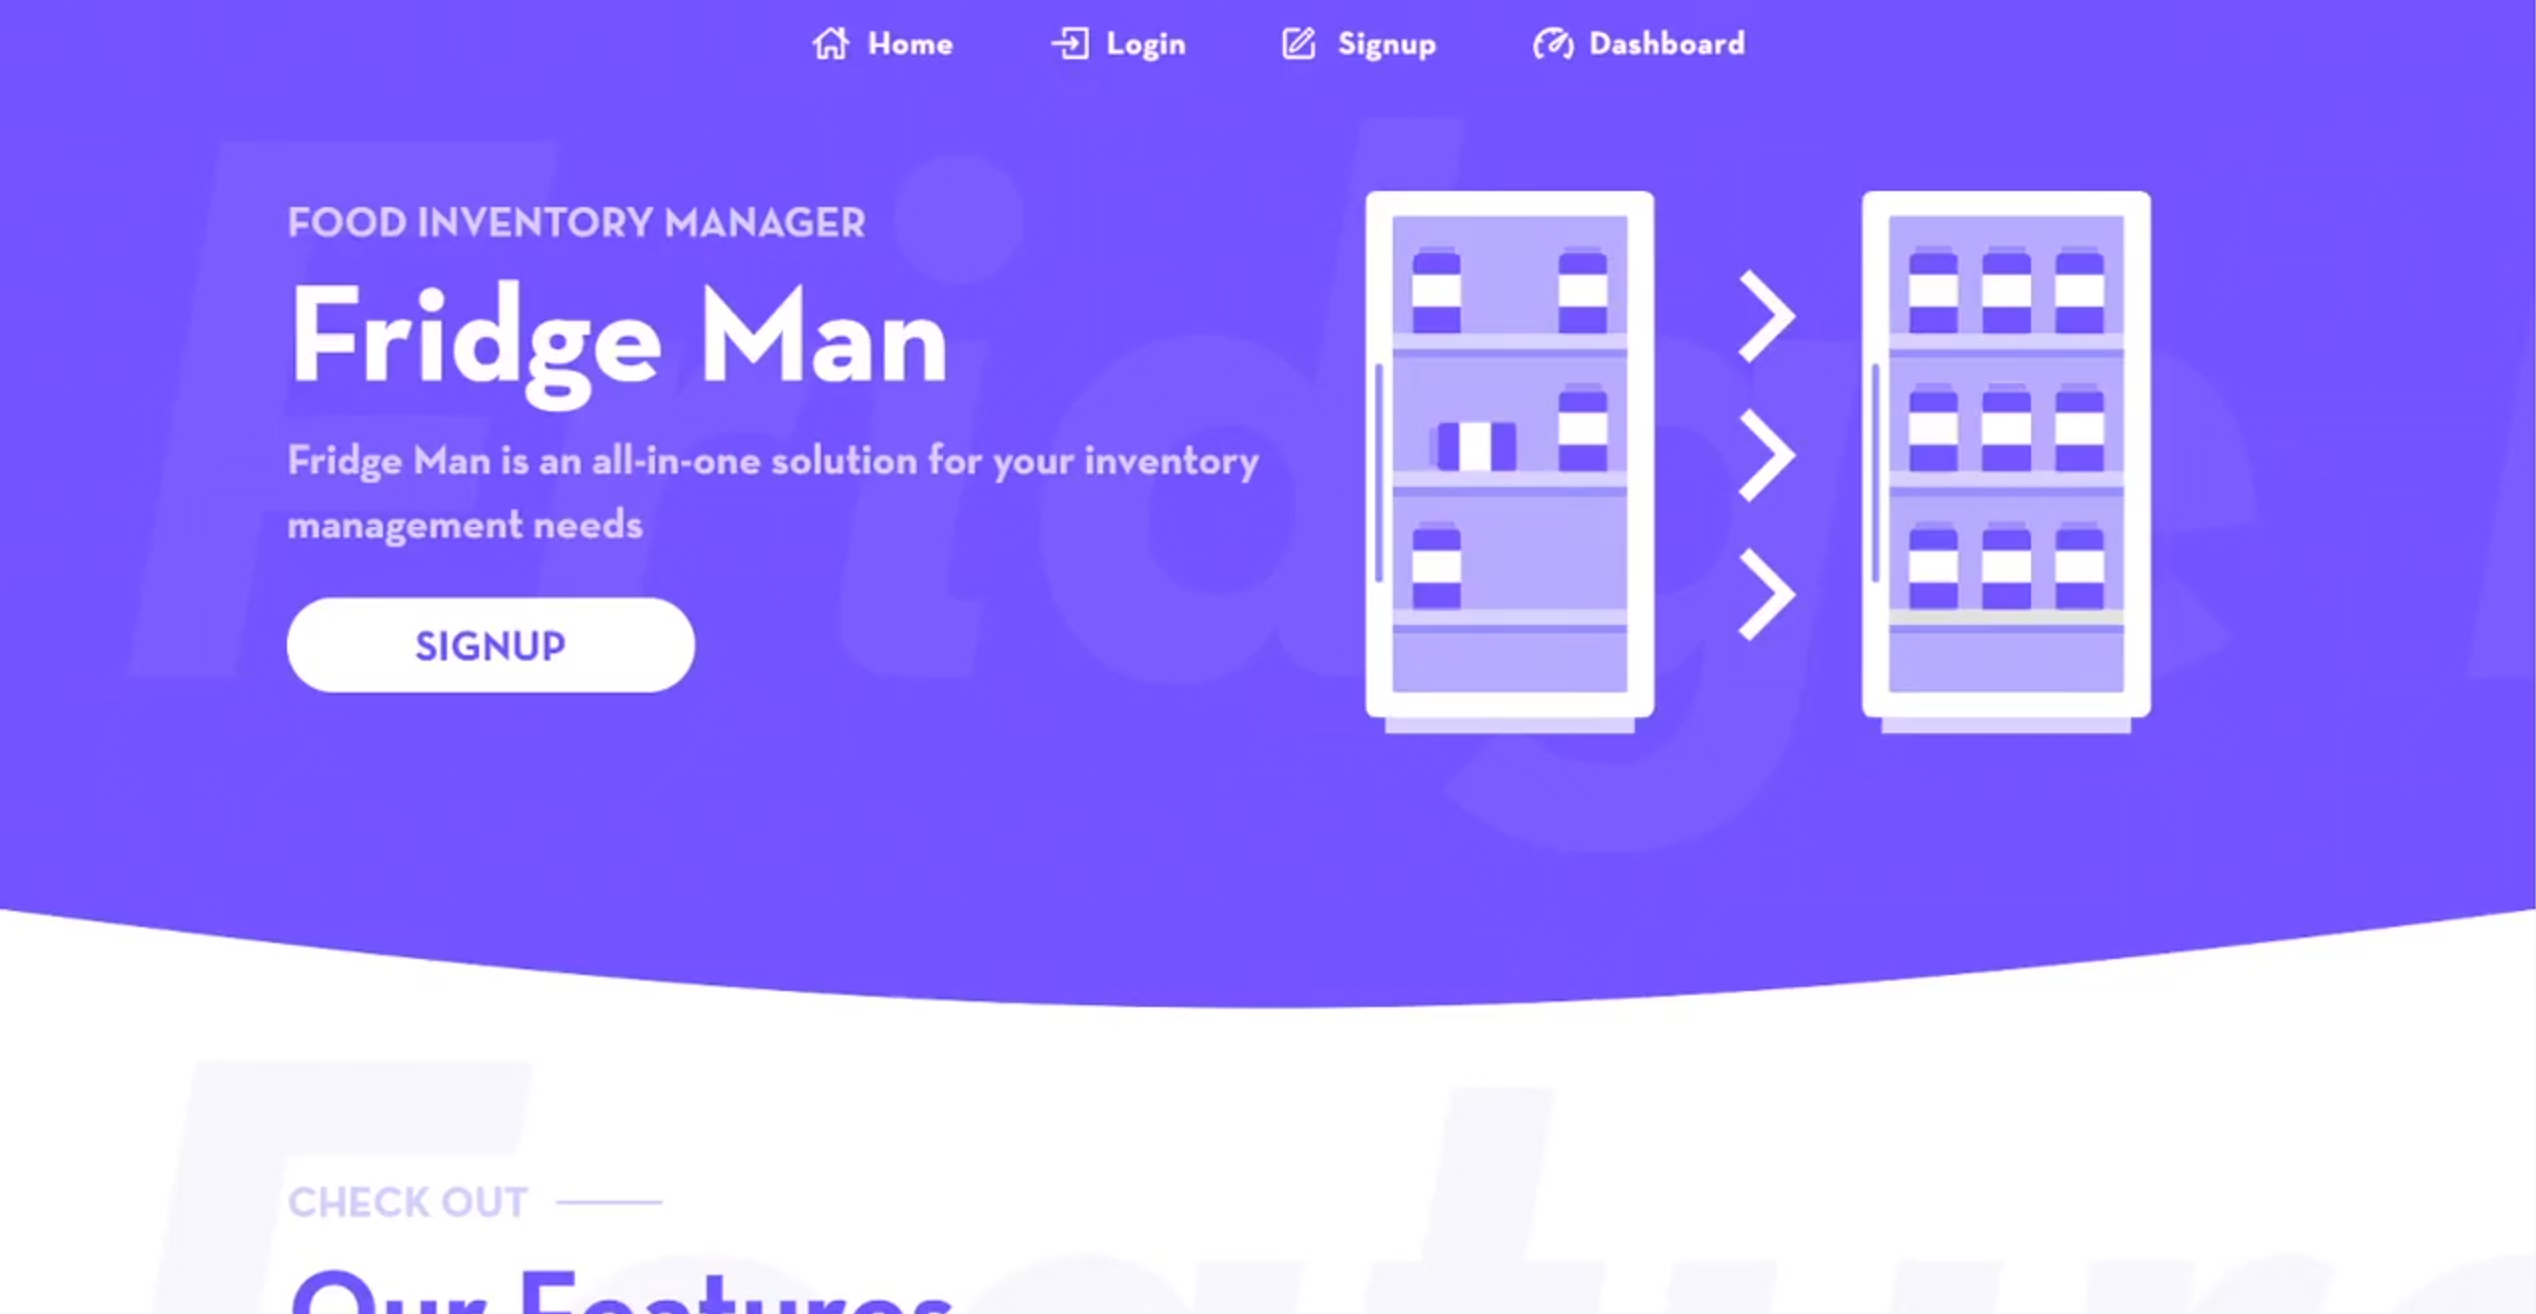 Home Login Signup Dashboard
FOOD INVENTORY MANAGER
Fridge Man
Fridge Man is an all-in-one solution for your inventory
management needs
SIGNUP
CHECK OUT
Our Features